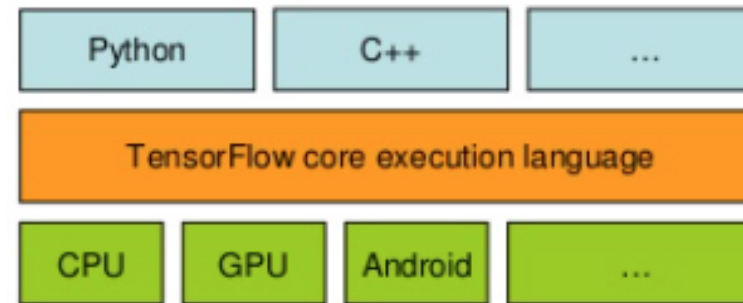 Python C++ ...
TensorFlow core execution language
CPU GPU Android ...